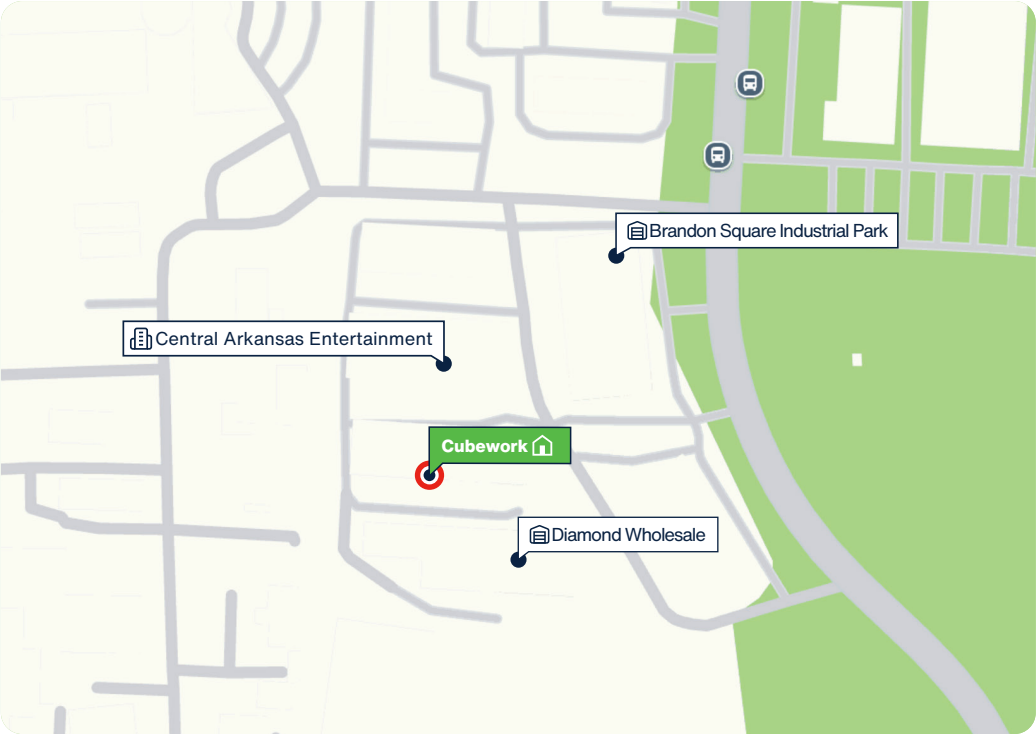 Brandon Square Industrial Park
Central Arkansas Entertainment
Cubework
Diamond Wholesale